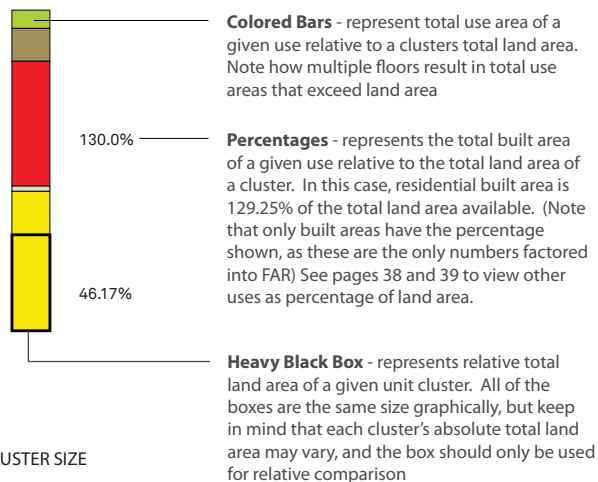 Colored Bars - represent total use area of a
given use relative to a clusters total land area.
Note how multiple floors result in total use
areas that exceed land area
130.0%
Percentages - represents the total built area
of a given use relative to the total land area of
a cluster. In this case, residential built area is
129.25% of the total land area available. (Note
that only built areas have the percentage
shown, as these are the only numbers factored
into FAR) See pages 38 and 39 to view other
uses as percentage of land area.
46.17%
Heavy Black Box - represents relative total
land area of a given unit cluster. All of the
boxes are the same size graphically, but keep
in mind that each cluster's absolute total land
area may vary, and the box should only be used
for relative comparison
USTER SIZE